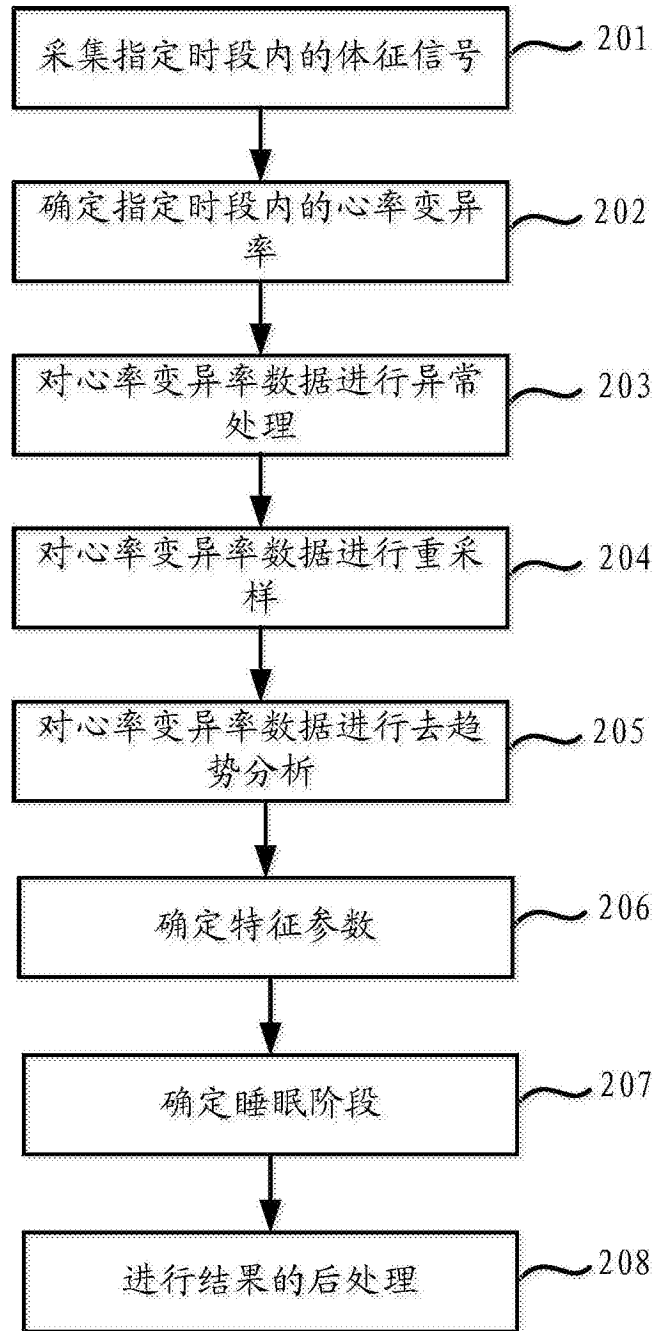 采集指定时段内的体征信号
201
确定指定时段内的心率变异
率
202
对心率变异率数据进行异常
处理
203
对心率变异率数据进行重采
样
204
对心率变异率数据进行去趋
势分析
205
确定特征参数
206
确定睡眠阶段
207
进行结果的后处理
208